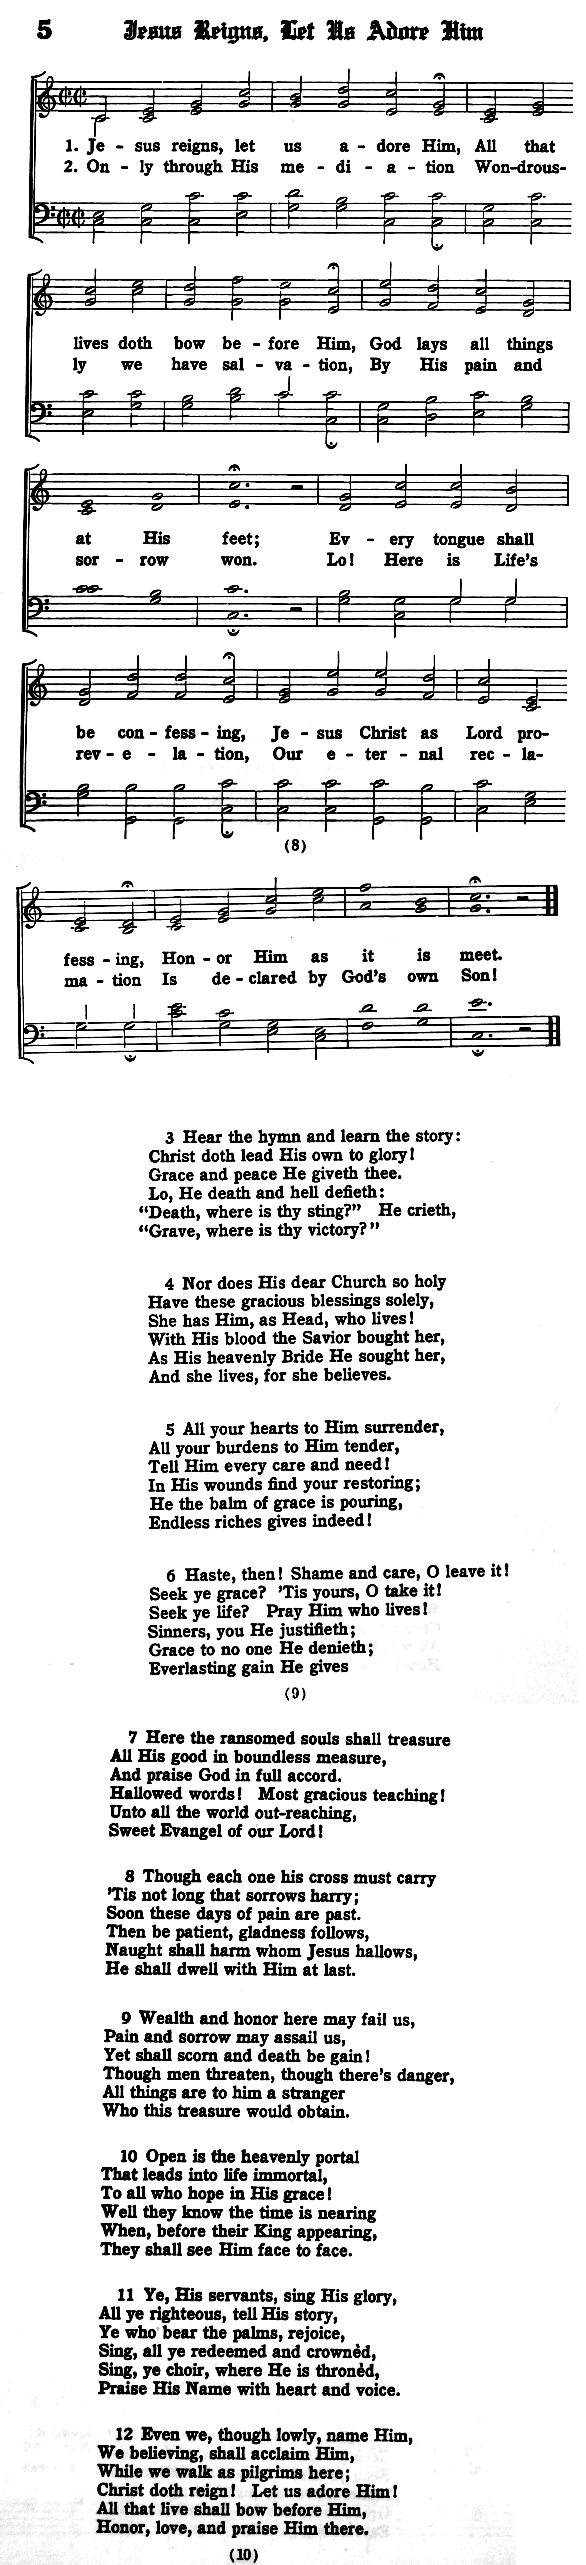 5 Jesus Reigns, Let Us Adore Him
1. Je - sus reigns, let us a - dore Him, All that
2. On - ly through His me - di - a - tion Won-drous-
lives doth bow be - fore Him, God lays all things
ly we have sal - va - tion, By His pain and
at His feet; Ev - ery tongue shall
sor - row won. Lo! Here is Life's
be con - fess - ing, Je - sus Christ as Lord pro-
rev - e - la - tion, Our e - ter - nal rec - la-
(8)
fess - ing, Hon - or Him as it is meet.
ma - tion Is de - clared by God's own Son!
3 Hear the hymn and learn the story:
Christ doth lead His own to glory!
Grace and peace He giveth thee.
Lo, He death and hell defieth:
“Death, where is thy sting?” He crieth,
“Grave, where is thy victory?”
4 Nor does His dear Church so holy
Have these gracious blessings solely,
She has Him, as Head, who lives!
With His blood the Savior bought her,
As His heavenly Bride He sought her,
And she lives, for she believes.
5 All your hearts to Him surrender,
All your burdens to Him tender,
Tell Him every care and need!
In His wounds find your restoring;
He the balm of grace is pouring,
Endless riches gives indeed!
6 Haste, then! Shame and care, O leave it!
Seek ye grace? 'Tis yours, O take it!
Seek ye life? Pray Him who lives!
Sinners, you He justifieth;
Grace to no one He denieth;
Everlasting gain He gives
(9)
7 Here the ransomed souls shall treasure
All His good in boundless measure,
And praise God in full accord.
Hallowed words! Most gracious teaching!
Unto all the world out-reaching,
Sweet Evangel of our Lord!
8 Though each one his cross must carry
'Tis not long that sorrows harry;
Soon these days of pain are past.
Then be patient, gladness follows,
Naught shall harm whom Jesus hallows,
He shall dwell with Him at last.
9 Wealth and honor here may fail us,
Pain and sorrow may assail us,
Yet shall scorn and death be gain!
Though men threaten, though there's danger,
All things are to him a stranger
Who this treasure would obtain.
10 Open is the heavenly portal
That leads into life immortal,
To all who hope in His grace!
Well they know the time is nearing
When, before their King appearing,
They shall see Him face to face.
11 Ye, His servants, sing His glory,
All ye righteous, tell His story,
Ye who bear the palms, rejoice,
Sing, all ye redeemed and crownèd,
Sing, ye choir, where He is thronèd,
Praise His Name with heart and voice.
12 Even we, though lowly, name Him,
We believing, shall acclaim Him,
While we walk as pilgrims here;
Christ doth reign! Let us adore Him!
All that live shall bow before Him,
Honor, love, and praise Him there.
(10)